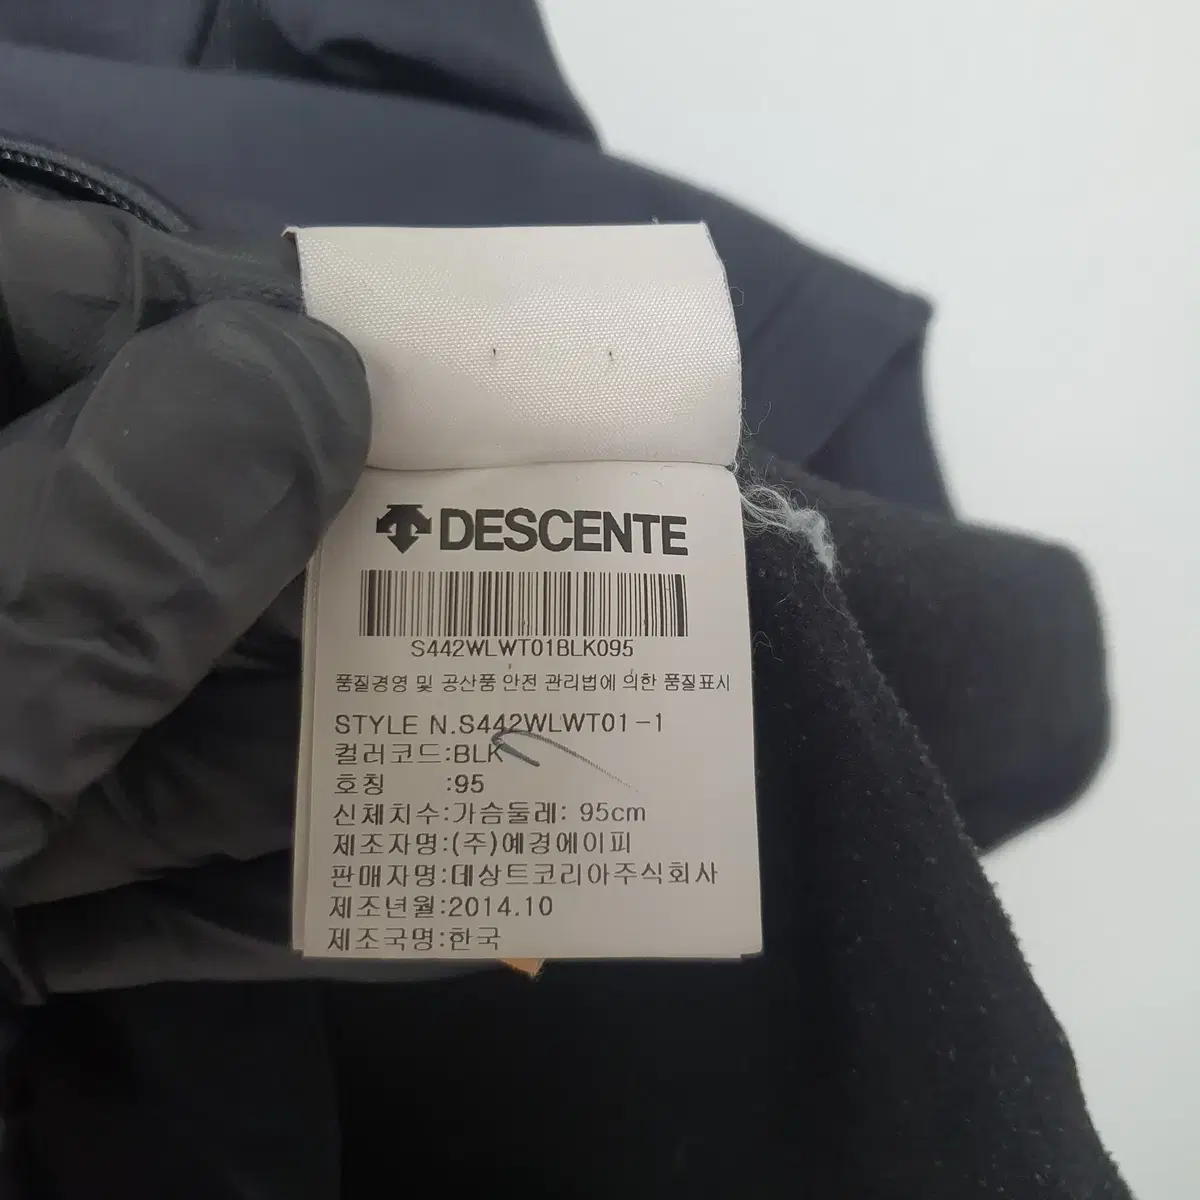 DESCENTE
S442WLWT01BLK095
품질경영 및 공산품 안전 관리법에 의한 품질표시
STYLE N.S442WLWT01-1
컬러코드:BLK
호칭 :95
신체치수:가슴둘레: 95cm
제조자명:(주)예경에이피
판매자명:데상트코리아주식회사
제조년월:2014.10
제조국명:한국